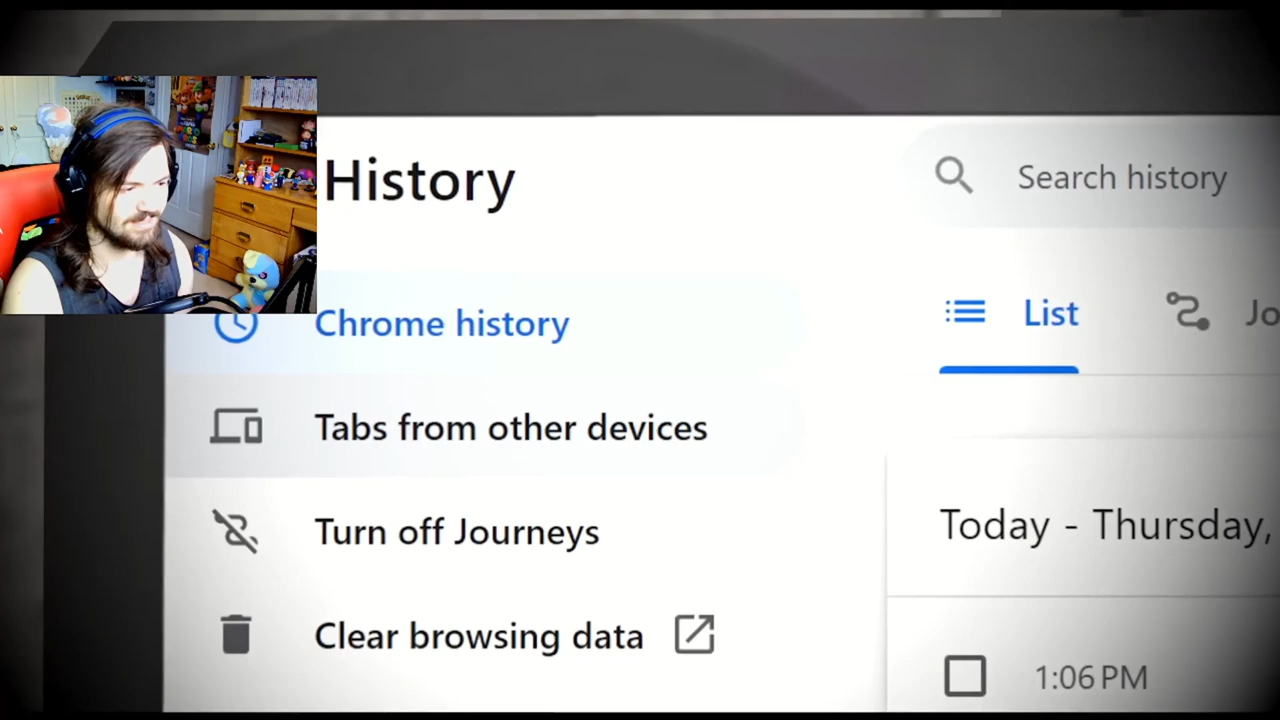 History
Search history
Chrome history
List
Jo
Tabs from other devices
Turn off Journeys
Today - Thursday,
Clear browsing data
1:06 PM